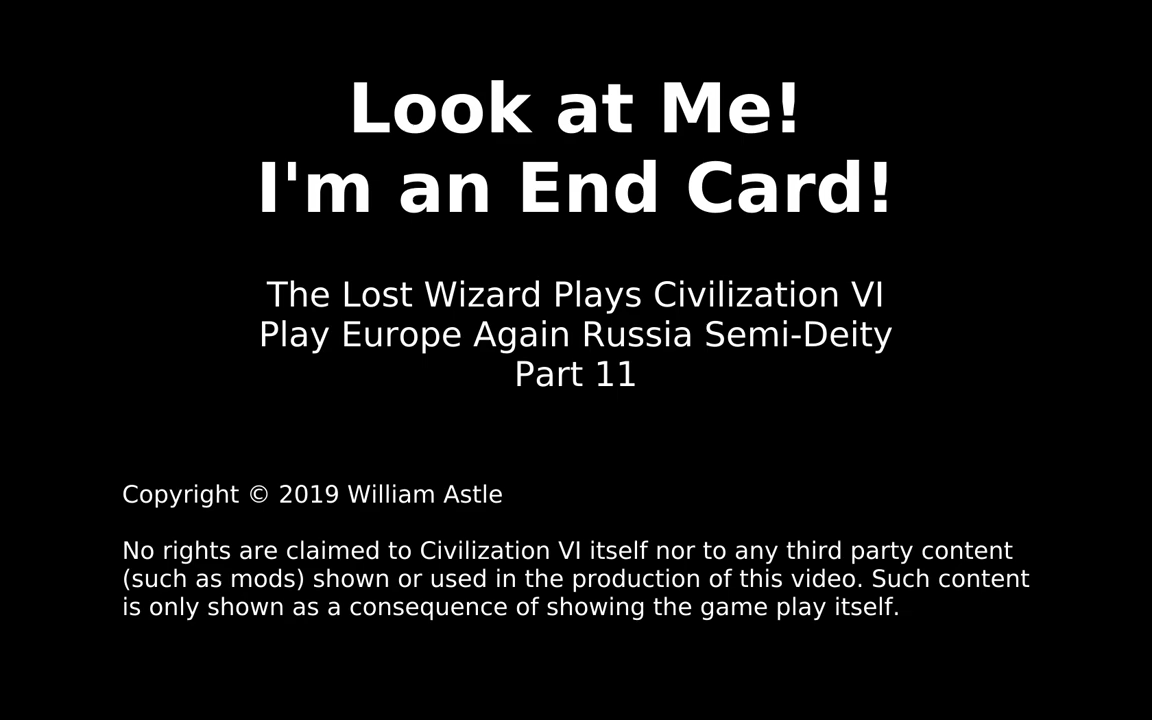 Look at Me!
I'm an End Card!
The Lost Wizard Plays Civilization VI
Play Europe Again Russia Semi-Deity
Part 11
Copyright © 2019 William Astle
No rights are claimed to Civilization VI itself nor to any third party content
(such as mods) shown or used in the production of this video. Such content
is only shown as a consequence of showing the game play itself.